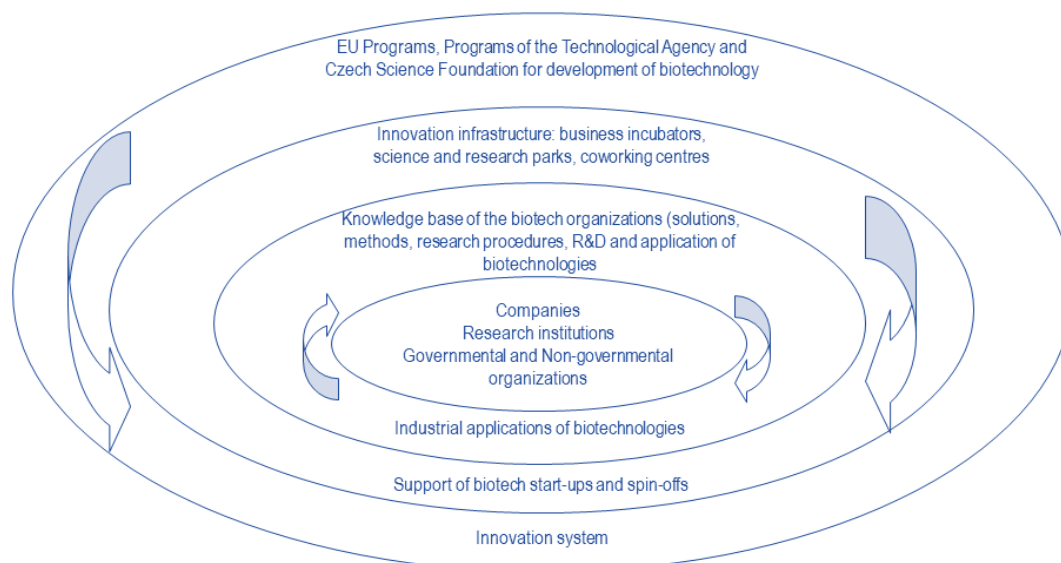 EU Programs, Programs of the Technological Agency and
Czech Science Foundation for development of biotechnology
Innovation infrastructure: business incubators,
science and research parks, coworking centres
Knowledge base of the biotech organizations (solutions,
methods, research procedures, R&D and application of
biotechnologies
Companies
Research institutions
Governmental and Non-governmental
organizations
Industrial applications of biotechnologies
Support of biotech start-ups and spin-offs
Innovation system